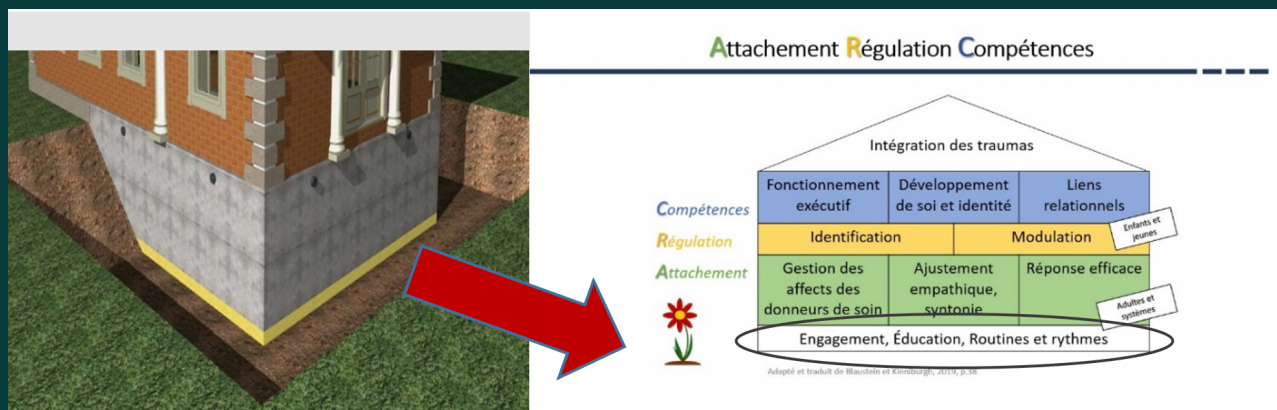 Attachement Régulation Compétences
Intégration des traumas
Compétences
Fonctionnement
exécutif
Développement
de soi et identité
Liens
relationnels
Enfants et
jeunes
Régulation
Identification
Modulation
Attachement
Gestion des
affects des
donneurs de soin
Ajustement
empathique,
syntonie
Réponse efficace
Adultes et
systèmes
Engagement, Éducation, Routines et rythmes
Adapté et traduit de Blaustein et Kinniburgh, 2019, p.38